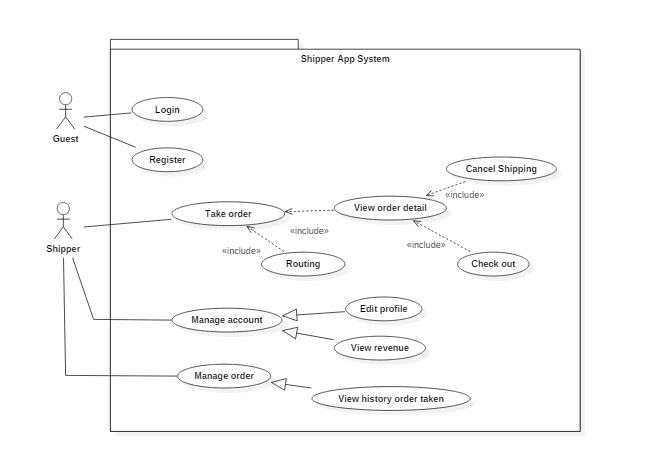 Shipper App System
Login
Guest
Register
Cancel Shipping
«include»
Take order
View order detail
«include»
«include»
«include»
Shipper
Routing
Check out
Edit profile
Manage account
View revenue
Manage order
View history order taken